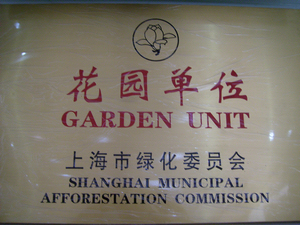 花园单位
GARDEN UNIT
上海市绿化委员会
SHANGHAI MUNICIPAL
AFFORESTATION COMMISSION